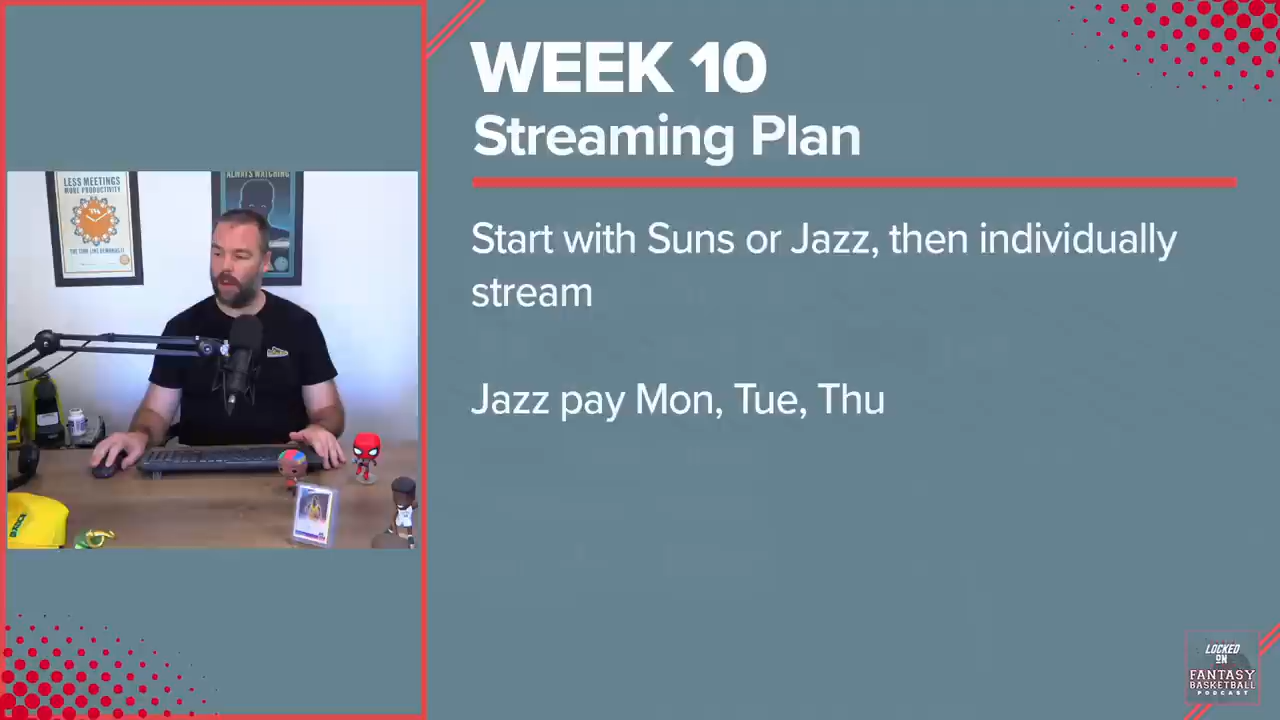 WEEK 10
Streaming Plan
Start with Suns or Jazz, then individually
stream
Jazz pay Mon, Tue, Thu
LESS MEETINGS
MORE PRODUCTIVITY
ALWAYS WATCHING
LOCKED
ON
FANTASY
BASKETBALL
PODCAST